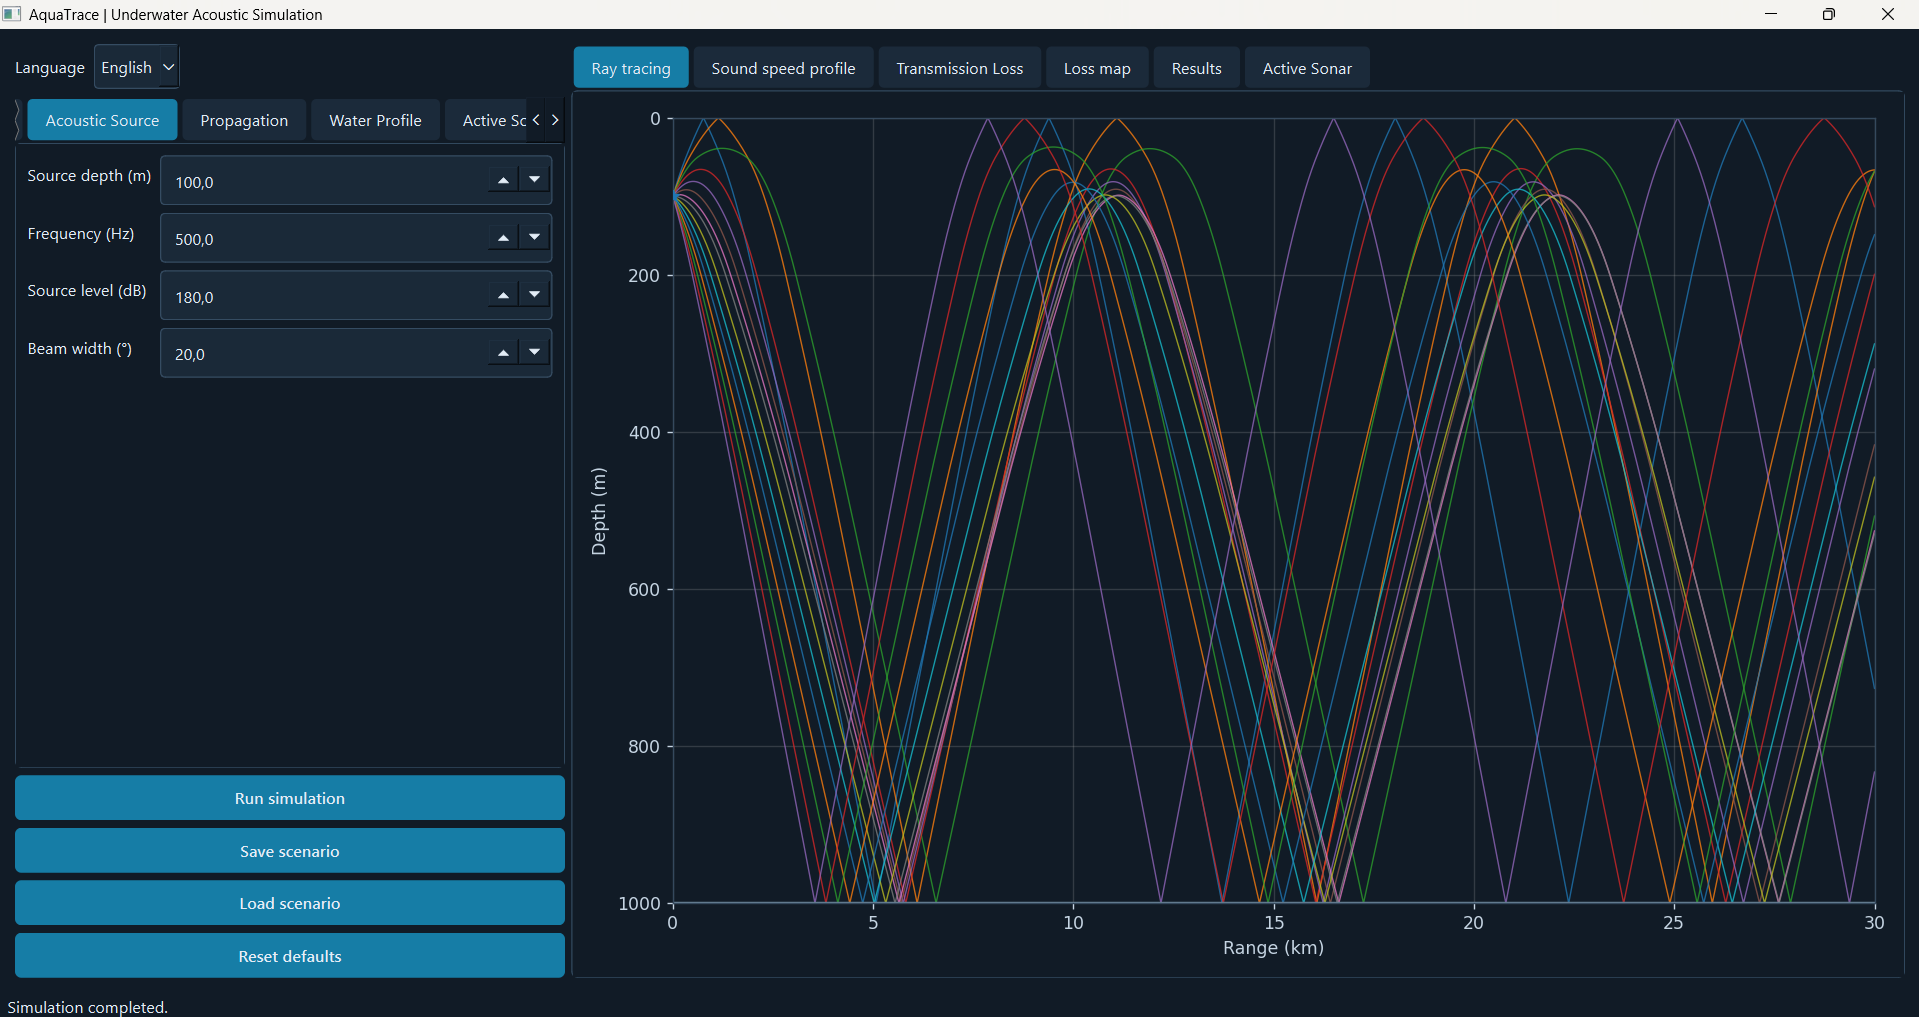 AquaTrace | Underwater Acoustic Simulation
Language English
Acoustic Source Propagation Water Profile Active Sc
Source depth (m) 100,0
Frequency (Hz) 500,0
Source level (dB) 180,0
Beam width (°) 20,0
Run simulation
Save scenario
Load scenario
Reset defaults
Simulation completed.
Ray tracing Sound speed profile Transmission Loss Loss map Results Active Sonar
0
200
400
600
800
1000
Depth (m)
0 5 10 15 20 25 30
Range (km)